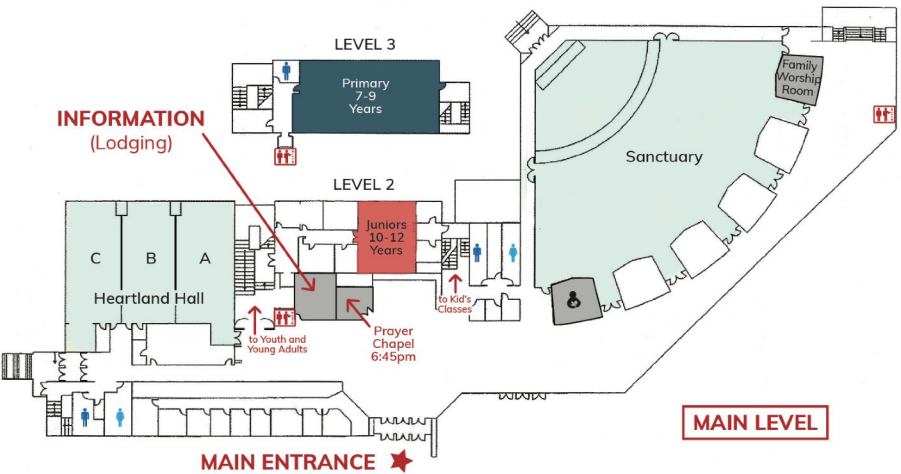 LEVEL 3
Primary
7-9
Years
INFORMATION
(Lodging)
Family
Worship
Room
Sanctuary
LEVEL 2
Juniors
10-12
Years
C
B
A
Heartland Hall
to Kid's
Classes
to Youth and
Young Adults
Prayer
Chapel
6:45pm
MAIN LEVEL
MAIN ENTRANCE